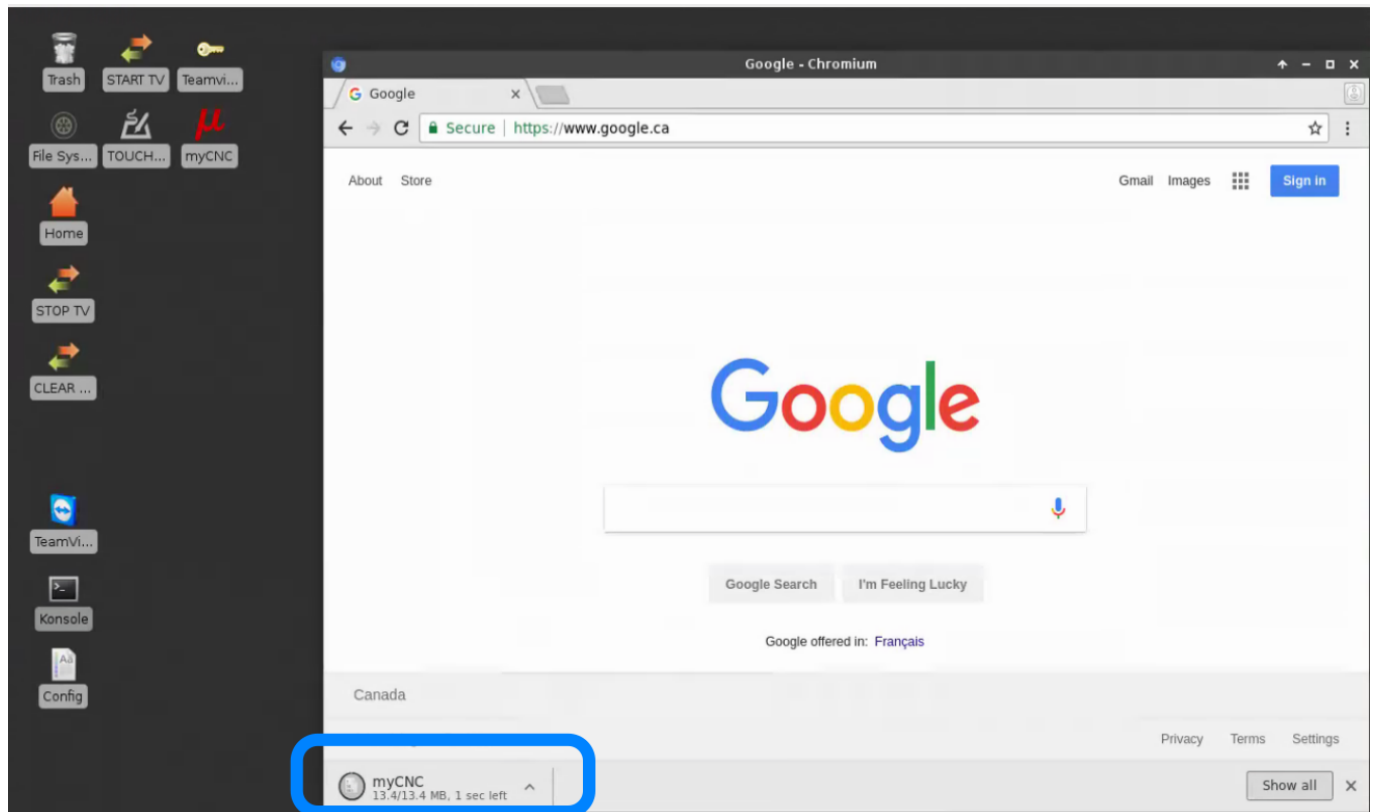 Trash
START TV
Teamvi...
File Sys...
TOUCH...
myCNC
Home
STOP TV
CLEAR ...
TeamVi...
Konsole
Config
Google - Chromium
Google
Secure | https://www.google.ca
About Store
Gmail Images Sign in
Google
Google Search I'm Feeling Lucky
Google offered in: Français
Canada
Privacy Terms Settings
myCNC
13.4/13.4 MB, 1 sec left
Show all